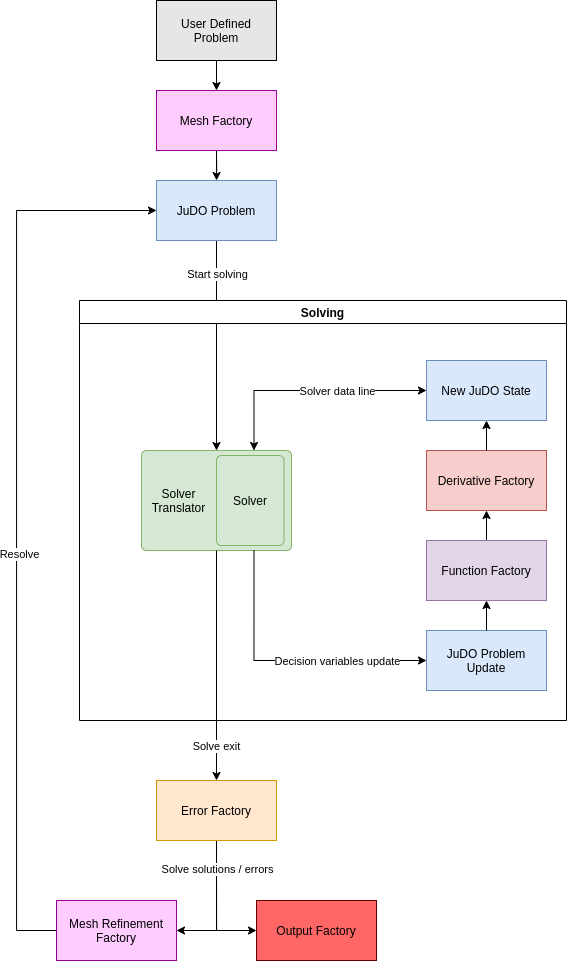 User Defined
Problem
Mesh Factory
JuDO Problem
Start solving
Solving
Solver data line
New JuDO State
Derivative Factory
Solver
Translator
Solver
Function Factory
Resolve
JuDO Problem
Update
Decision variables update
Solve exit
Error Factory
Solve solutions / errors
Mesh Refinement
Factory
Output Factory